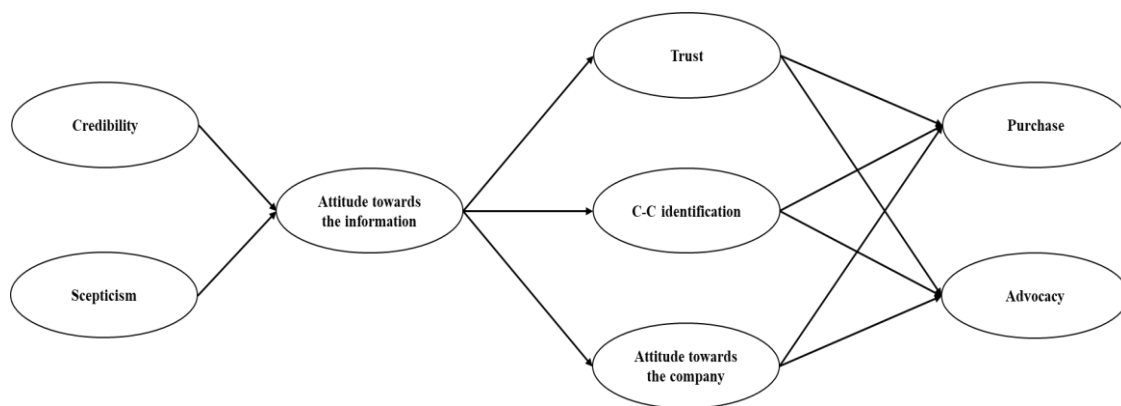 Credibility
Scepticism
Attitude towards
the information
Trust
C-C identification
Attitude towards
the company
Purchase
Advocacy